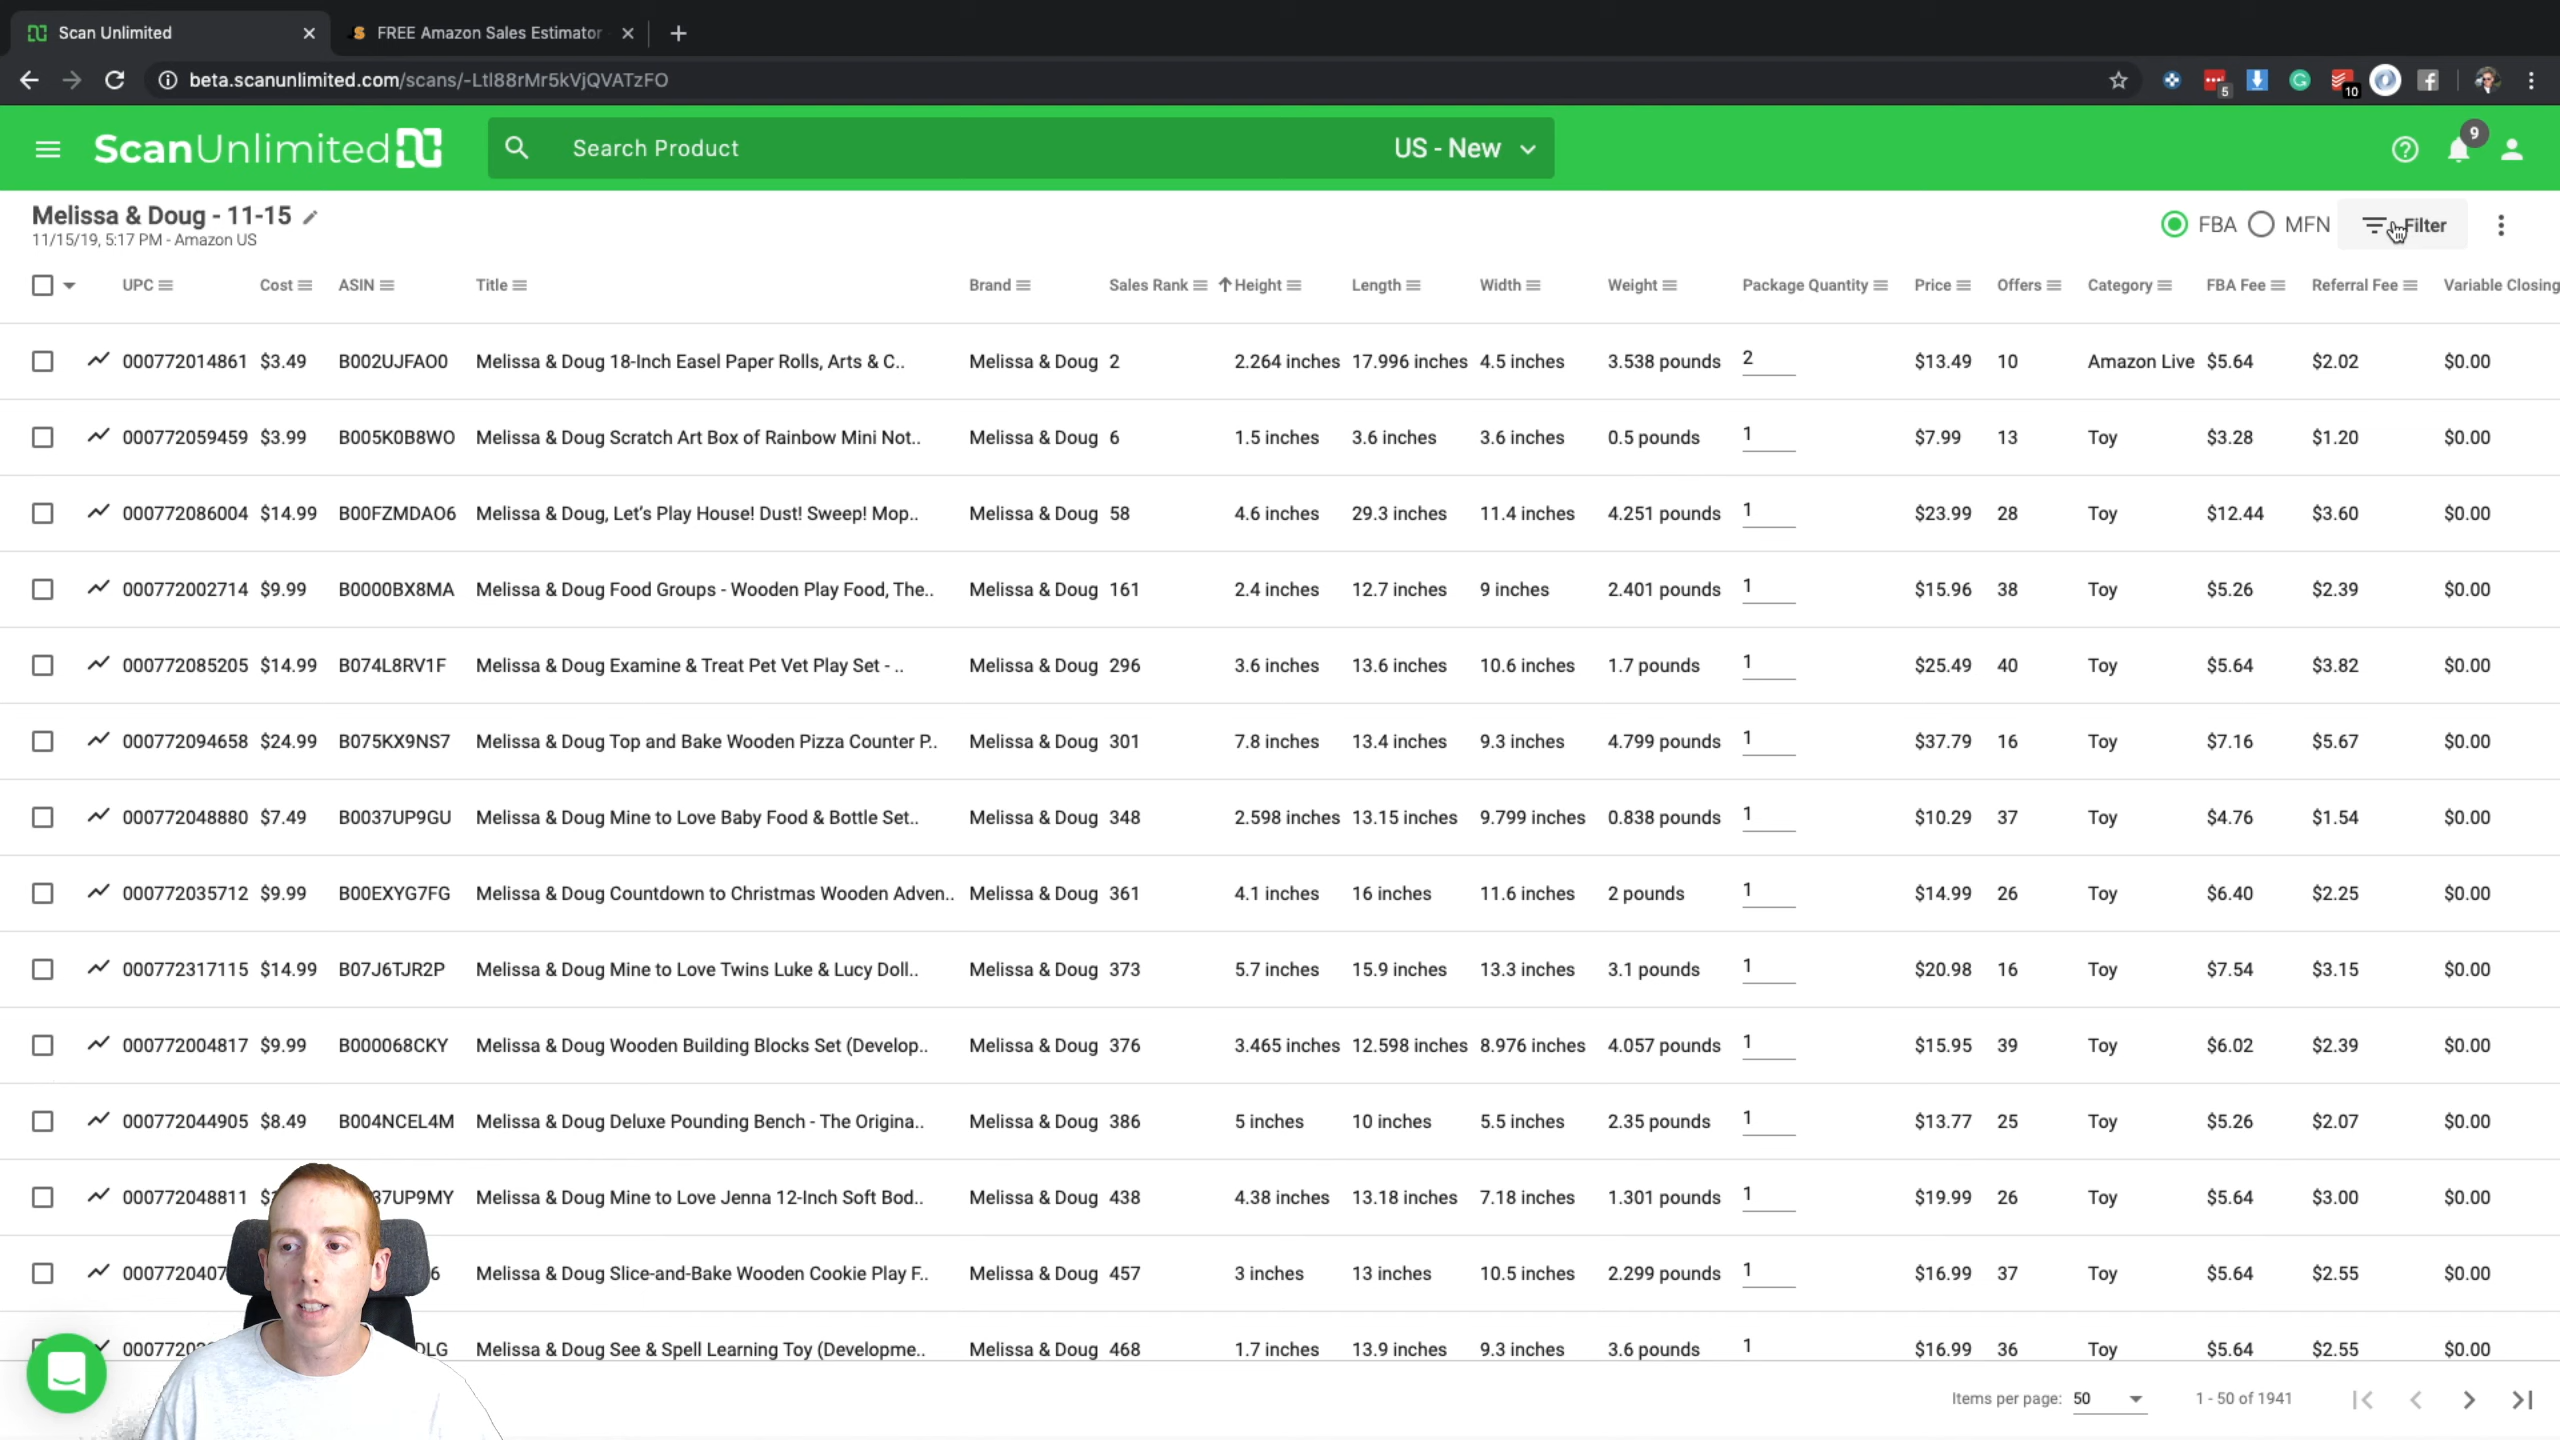 Scan Unlimited
FREE Amazon Sales Estimator
beta.scanunlimited.com/scans/-Ltl88rMr5kVjQVATzFO
5
10
ScanUnlimited
Search Product
US - New
9
Melissa & Doug - 11-15
11/15/19, 5:17 PM - Amazon US
FBA MFN Filter
UPC Cost ASIN Title Brand Sales Rank Height Length Width Weight Package Quantity Price Offers Category FBA Fee Referral Fee Variable Closing
000772014861 $3.49 B002UJFAO0 Melissa & Doug 18-Inch Easel Paper Rolls, Arts & C.. Melissa & Doug 2 2.264 inches 17.996 inches 4.5 inches 3.538 pounds 2 $13.49 10 Amazon Live $5.64 $2.02 $0.00
000772059459 $3.99 B005K0B8WO Melissa & Doug Scratch Art Box of Rainbow Mini Not.. Melissa & Doug 6 1.5 inches 3.6 inches 3.6 inches 0.5 pounds 1 $7.99 13 Toy $3.28 $1.20 $0.00
000772086004 $14.99 B00FZMDAO6 Melissa & Doug, Let's Play House! Dust! Sweep! Mop.. Melissa & Doug 58 4.6 inches 29.3 inches 11.4 inches 4.251 pounds 1 $23.99 28 Toy $12.44 $3.60 $0.00
000772002714 $9.99 B0000BX8MA Melissa & Doug Food Groups - Wooden Play Food, The.. Melissa & Doug 161 2.4 inches 12.7 inches 9 inches 2.401 pounds 1 $15.96 38 Toy $5.26 $2.39 $0.00
000772085205 $14.99 B074L8RV1F Melissa & Doug Examine & Treat Pet Vet Play Set - .. Melissa & Doug 296 3.6 inches 13.6 inches 10.6 inches 1.7 pounds 1 $25.49 40 Toy $5.64 $3.82 $0.00
000772094658 $24.99 B075KX9NS7 Melissa & Doug Top and Bake Wooden Pizza Counter P.. Melissa & Doug 301 7.8 inches 13.4 inches 9.3 inches 4.799 pounds 1 $37.79 16 Toy $7.16 $5.67 $0.00
000772048880 $7.49 B0037UP9GU Melissa & Doug Mine to Love Baby Food & Bottle Set.. Melissa & Doug 348 2.598 inches 13.15 inches 9.799 inches 0.838 pounds 1 $10.29 37 Toy $4.76 $1.54 $0.00
000772035712 $9.99 B00EXYG7FG Melissa & Doug Countdown to Christmas Wooden Adven.. Melissa & Doug 361 4.1 inches 16 inches 11.6 inches 2 pounds 1 $14.99 26 Toy $6.40 $2.25 $0.00
000772317115 $14.99 B07J6TJR2P Melissa & Doug Mine to Love Twins Luke & Lucy Doll.. Melissa & Doug 373 5.7 inches 15.9 inches 13.3 inches 3.1 pounds 1 $20.98 16 Toy $7.54 $3.15 $0.00
000772004817 $9.99 B000068CKY Melissa & Doug Wooden Building Blocks Set (Develop.. Melissa & Doug 376 3.465 inches 12.598 inches 8.976 inches 4.057 pounds 1 $15.95 39 Toy $6.02 $2.39 $0.00
000772044905 $8.49 B004NCEL4M Melissa & Doug Deluxe Pounding Bench - The Origina.. Melissa & Doug 386 5 inches 10 inches 5.5 inches 2.35 pounds 1 $13.77 25 Toy $5.26 $2.07 $0.00
000772048811 37UP9MY Melissa & Doug Mine to Love Jenna 12-Inch Soft Bod.. Melissa & Doug 438 4.38 inches 13.18 inches 7.18 inches 1.301 pounds 1 $19.99 26 Toy $5.64 $3.00 $0.00
000772040 6 Melissa & Doug Slice-and-Bake Wooden Cookie Play F.. Melissa & Doug 457 3 inches 13 inches 10.5 inches 2.299 pounds 1 $16.99 37 Toy $5.64 $2.55 $0.00
0007720 DLG Melissa & Doug See & Spell Learning Toy (Developme.. Melissa & Doug 468 1.7 inches 13.9 inches 9.3 inches 3.6 pounds 1 $16.99 36 Toy $5.64 $2.55 $0.00
Items per page: 50 1 - 50 of 1941